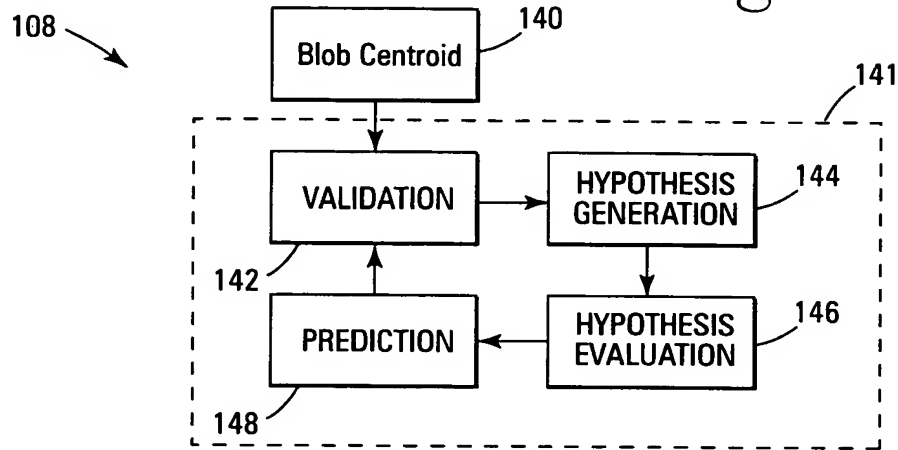 108
140
Blob Centroid
141
VALIDATION
HYPOTHESIS
GENERATION
144
142
PREDICTION
HYPOTHESIS
EVALUATION
146
148